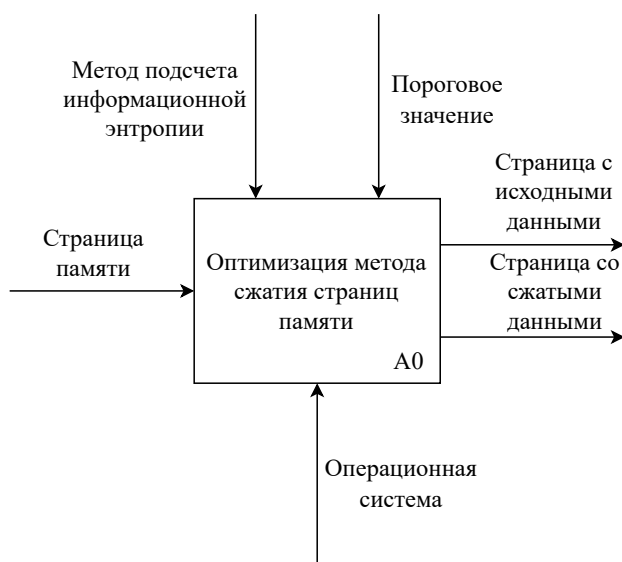 Метод подсчета
информационной
энтропии
Пороговое
значение
Страница с
исходными
данными
Страница
памяти
Оптимизация метода
сжатия страниц
памяти
A0
Страница со
сжатыми
данными
Операционная
система